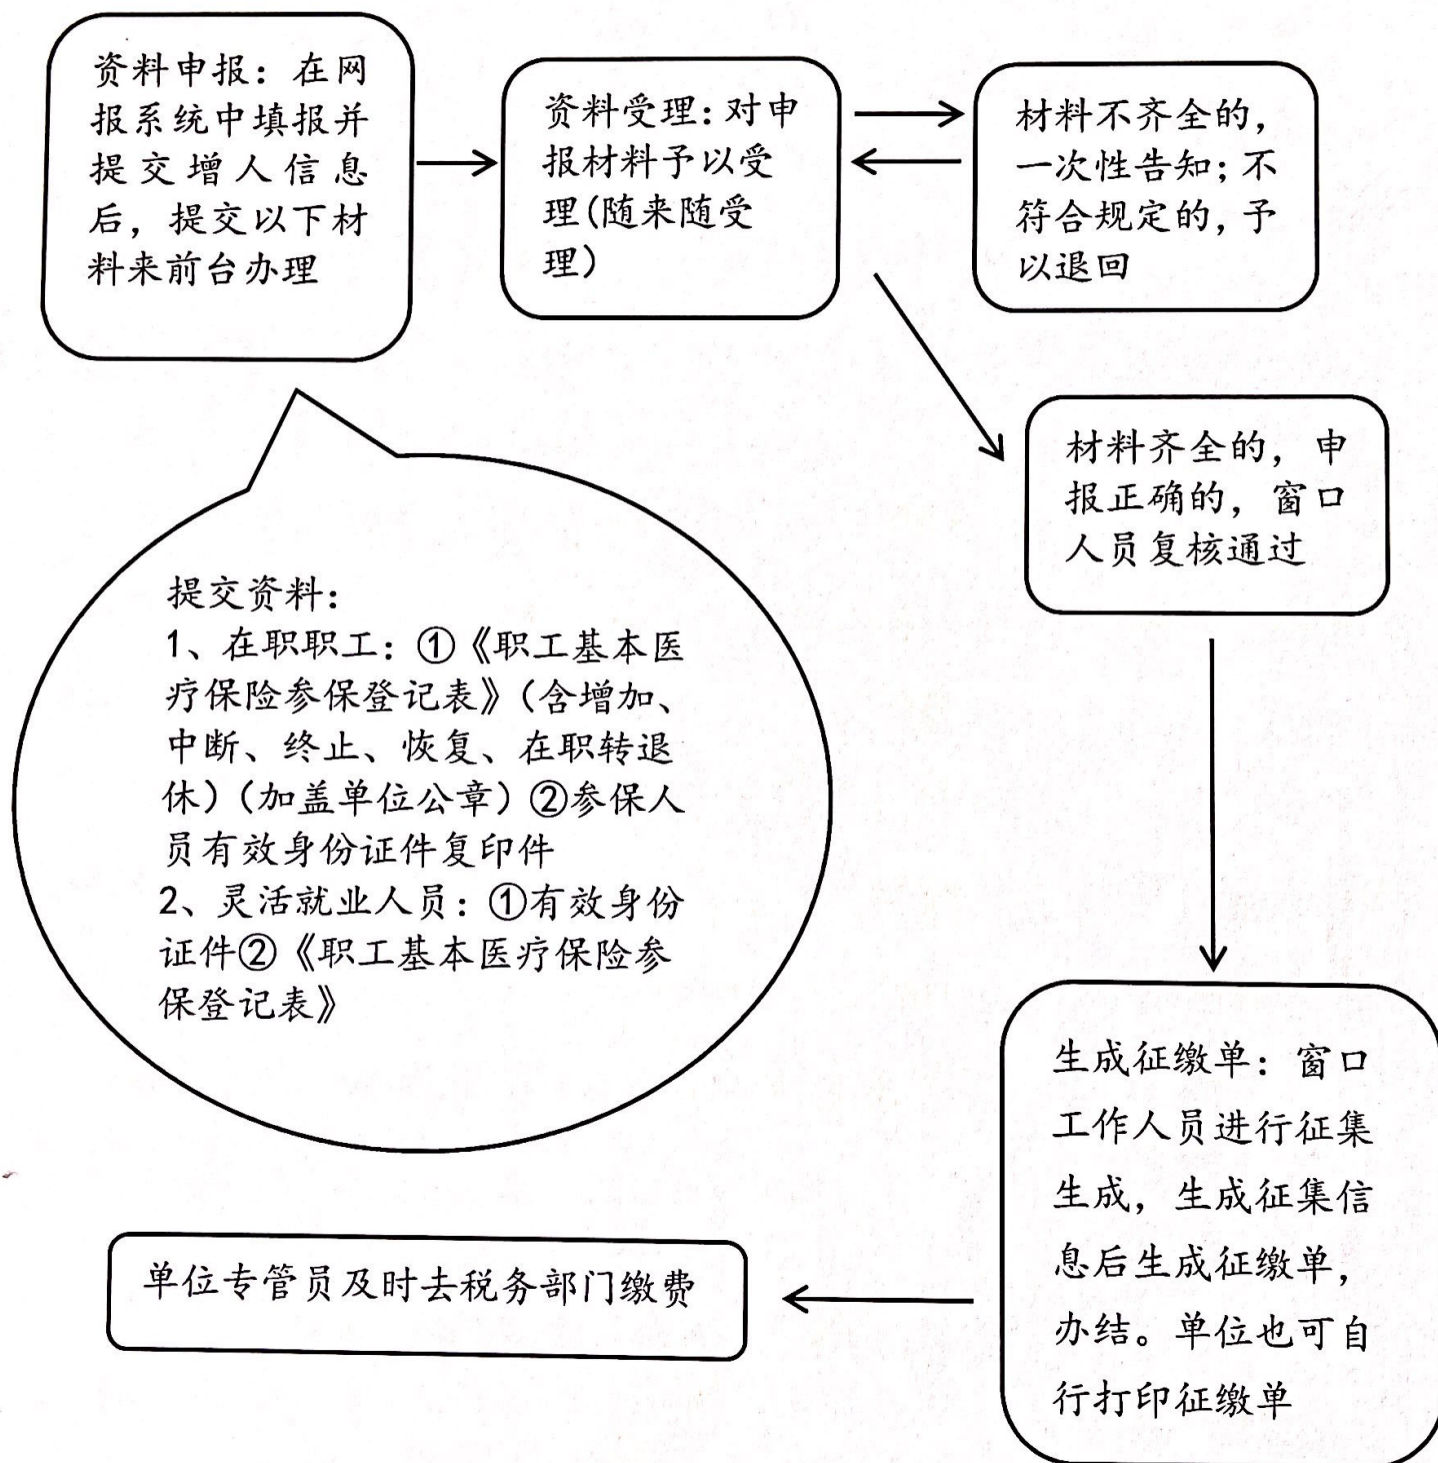 资料申报：在网
报系统中填报并
提交增人信息
后，提交以下材
料来前台办理
资料受理：对申
报材料予以受
理（随来随受
理）
材料不齐全的，
一次性告知；不
符合规定的，予
以退回
材料齐全的，申
报正确的，窗口
人员复核通过
提交资料：
1、在职职工：①《职工基本医
疗保险参保登记表》（含增加、
中断、终止、恢复、在职转退
休）（加盖单位公章）②参保人
员有效身份证件复印件
2、灵活就业人员：①有效身份
证件②《职工基本医疗保险参
保登记表》
生成征缴单：窗口
工作人员进行征集
生成，生成征集信
息后生成征缴单，
办结。单位也可自
行打印征缴单
单位专管员及时去税务部门缴费